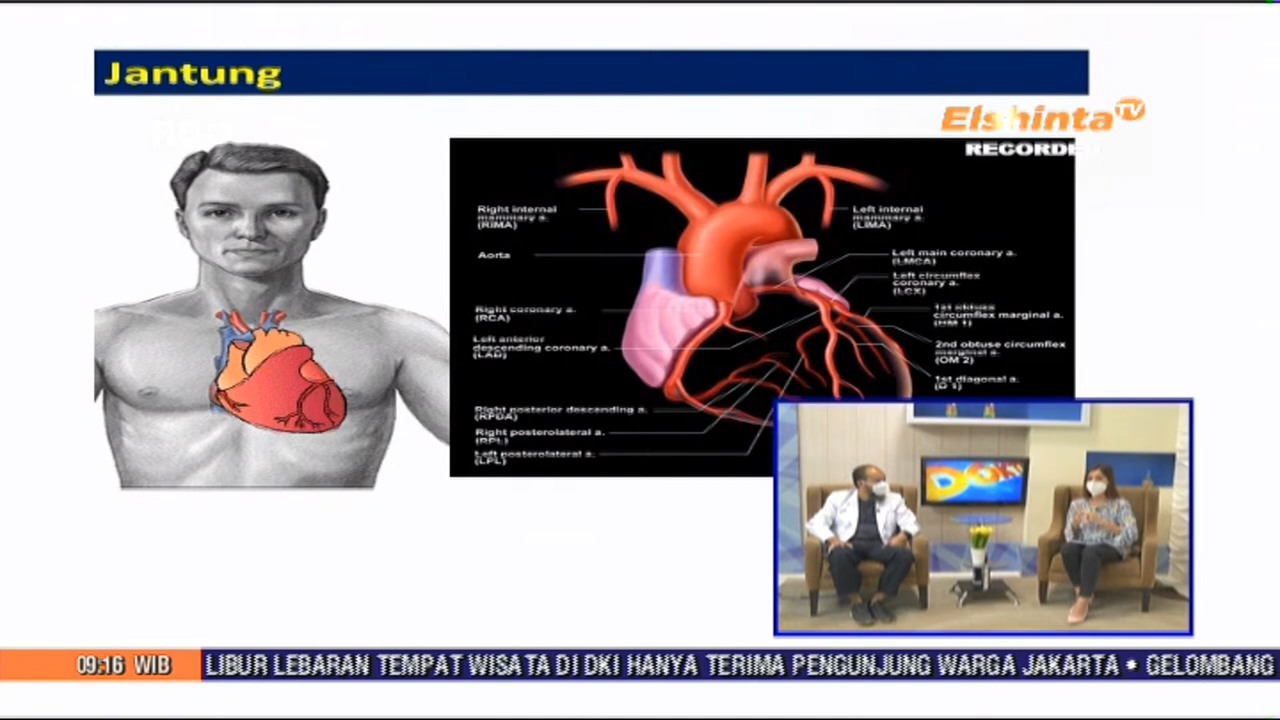 Jantung
Elshinta TV
RECORDED
Right internal
mammary a.
(RIMA)
Left internal
mammary a.
(LIMA)
Aorta
Left main coronary a.
(LMCA)
Left circumflex
coronary a.
(LCX)
Right coronary a.
(RCA)
1st obtuse
circumflex marginal a.
(OM 1)
Left anterior
descending coronary a.
(LAD)
2nd obtuse circumflex
marginal a.
(OM 2)
1st diagonal a.
(D 1)
Right posterior descending a.
(RPDA)
Right posterolateral a.
(RPL)
Left posterolateral a.
(LPL)
09:16 WIB
LIBUR LEBARAN TEMPAT WISATA DI DKI HANYA TERIMA PENGUNJUNG WARGA JAKARTA * GELOMBANG